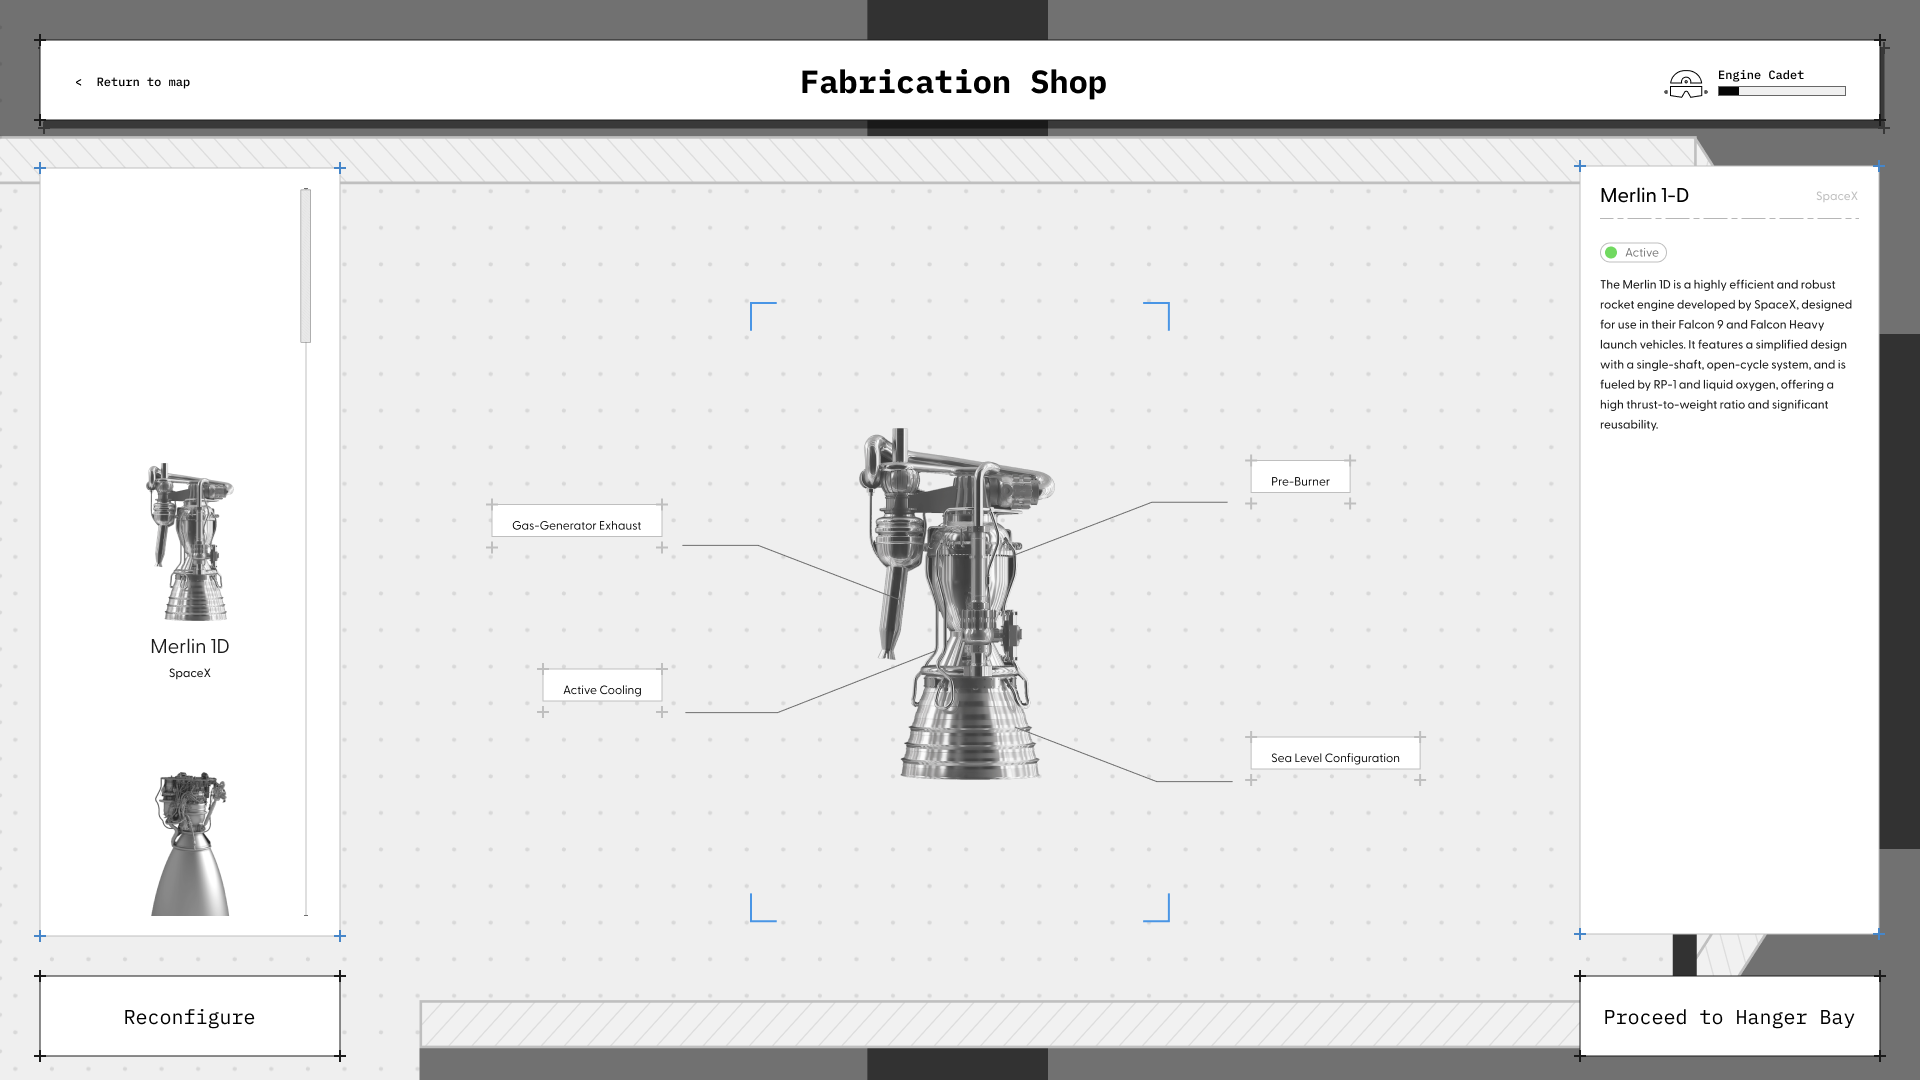 < Return to map
Fabrication Shop
Engine Cadet
Merlin 1D
SpaceX
Gas-Generator Exhaust
Active Cooling
Pre-Burner
Sea Level Configuration
Merlin 1-D
SpaceX
Active
The Merlin 1D is a highly efficient and robust
rocket engine developed by SpaceX, designed
for use in their Falcon 9 and Falcon Heavy
launch vehicles. It features a simplified design
with a single-shaft, open-cycle system, and is
fueled by RP-1 and liquid oxygen, offering a
high thrust-to-weight ratio and significant
reusability.
Reconfigure
Proceed to Hanger Bay